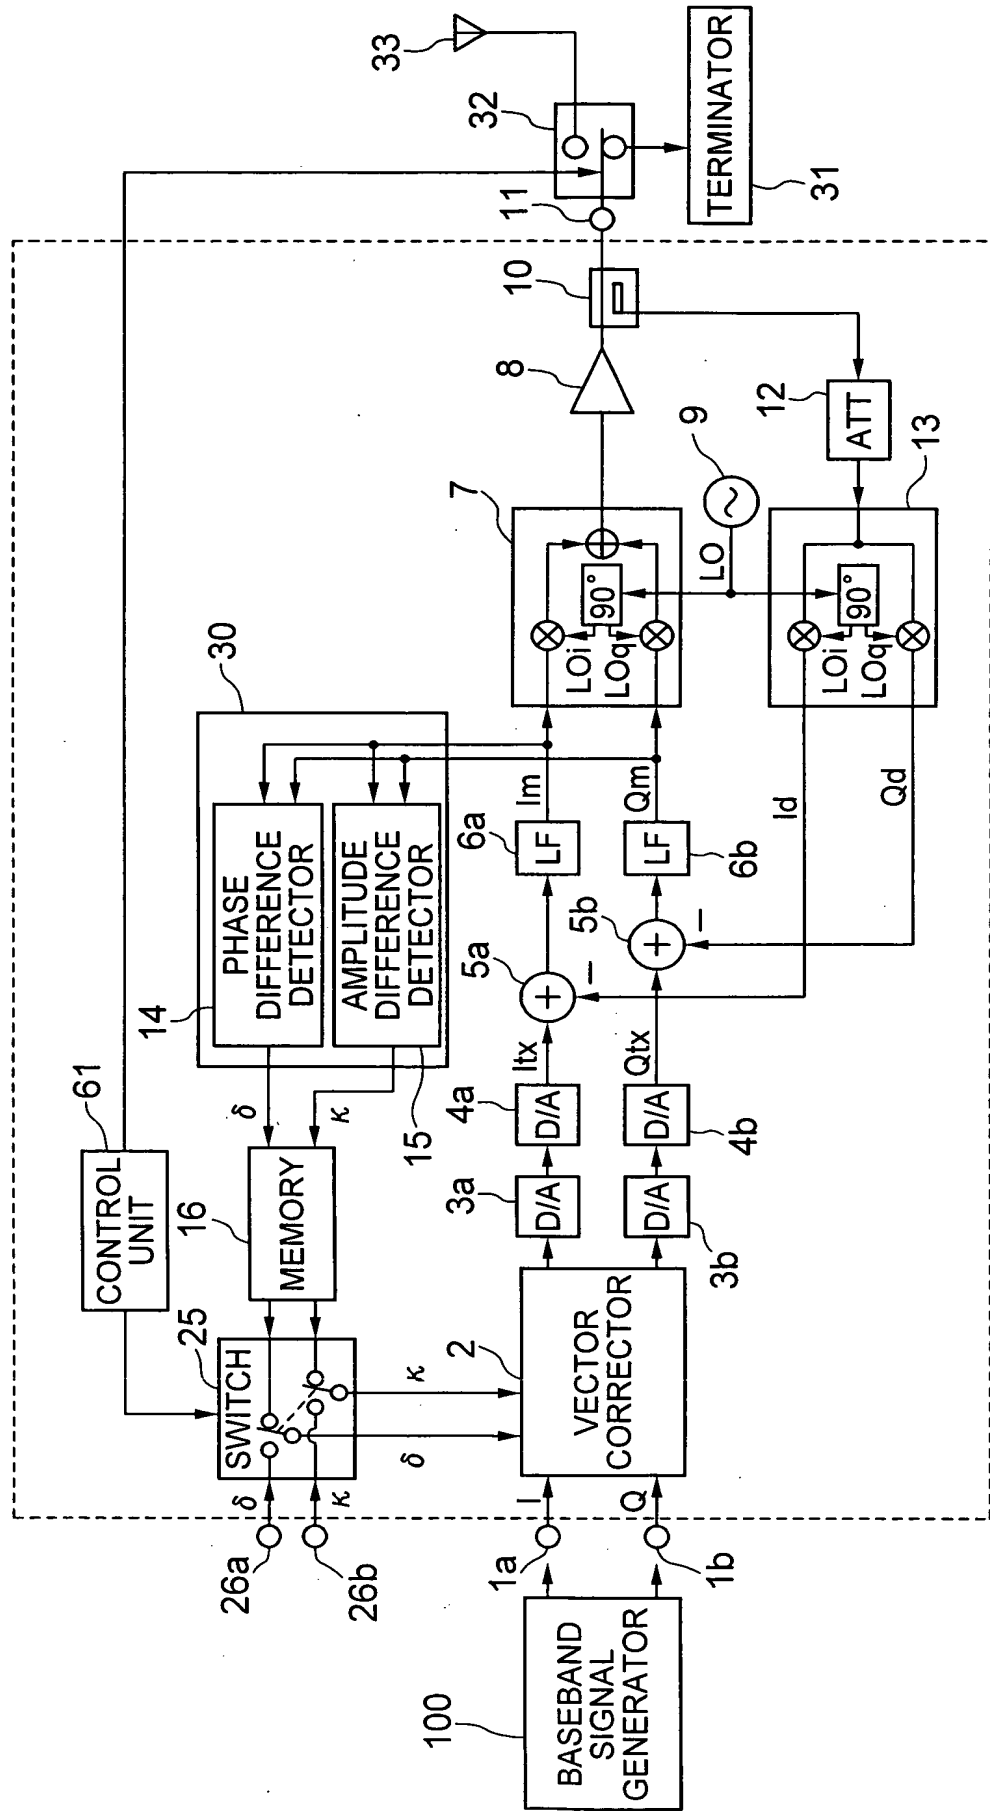 61
CONTROL
UNIT
30
33
32
11
TERMINATOR
31
25
SWITCH
16
MEMORY
δ
κ
14
PHASE
DIFFERENCE
DETECTOR
AMPLITUDE
DIFFERENCE
DETECTOR
15
26a
δ
26b
κ
δ
κ
100
BASEBAND
SIGNAL
GENERATOR
1a
I
1b
Q
2
VECTOR
CORRECTOR
3a
D/A
4a
D/A
Itx
5a
+
−
6a
LF
Im
3b
D/A
4b
D/A
Qtx
5b
+
−
6b
LF
Qm
7
90°
LOi
LOq
8
10
9
~
LO
12
ATT
13
90°
LOi
LOq
Id
Qd